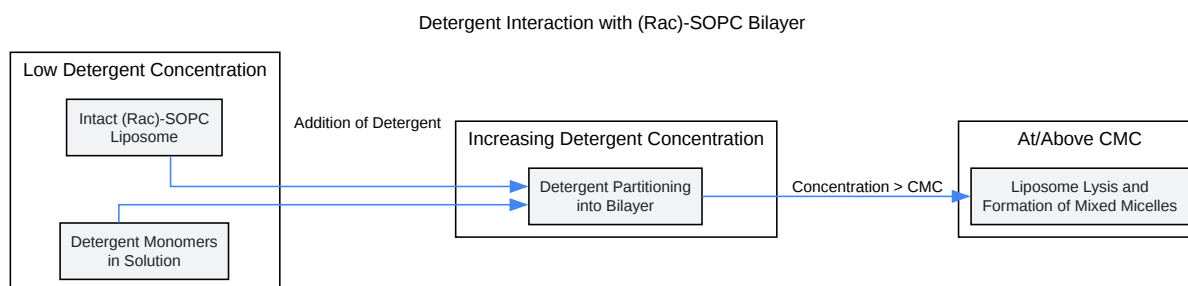 Detergent Interaction with (Rac)-SOPC Bilayer
Low Detergent Concentration
Intact (Rac)-SOPC
Liposome
Detergent Monomers
in Solution
Addition of Detergent
Increasing Detergent Concentration
Detergent Partitioning
into Bilayer
Concentration > CMC
At/Above CMC
Liposome Lysis and
Formation of Mixed Micelles